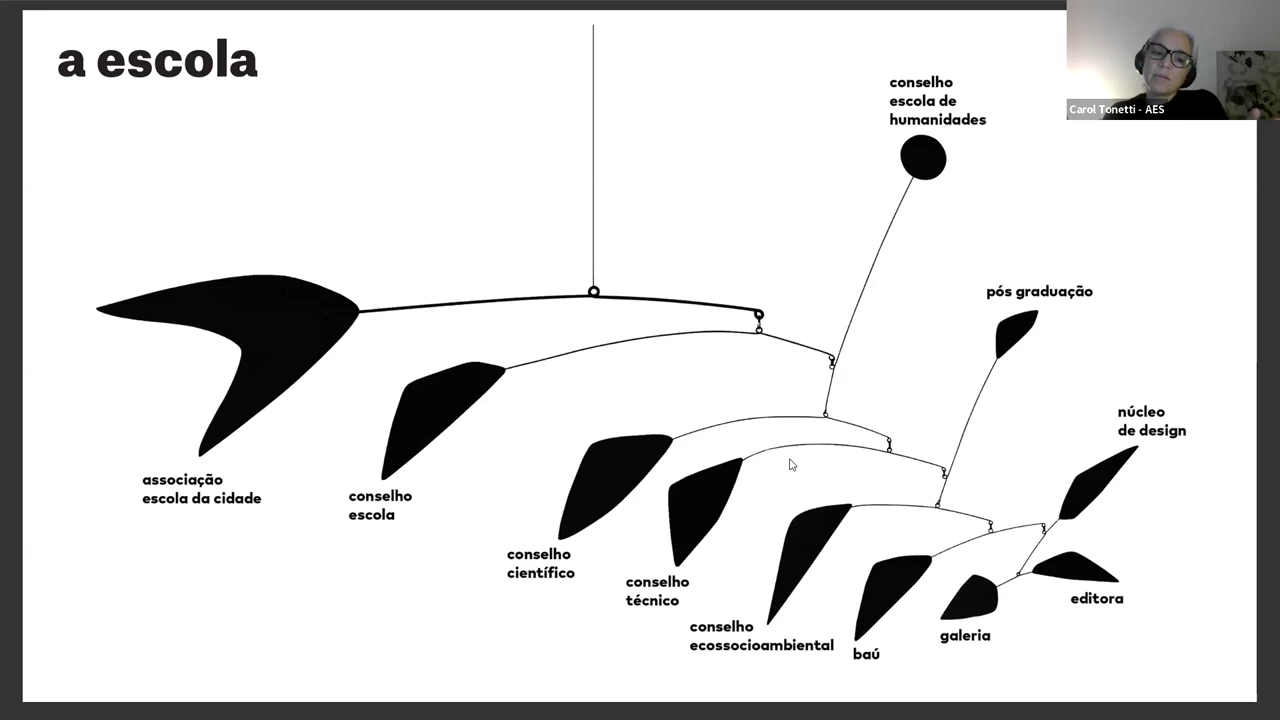 a escola
Carol Tonetti - AES
conselho
escola de
humanidades
pós graduação
núcleo
de design
associação
escola da cidade
conselho
escola
conselho
científico
conselho
técnico
conselho
ecossocioambiental
baú
galeria
editora